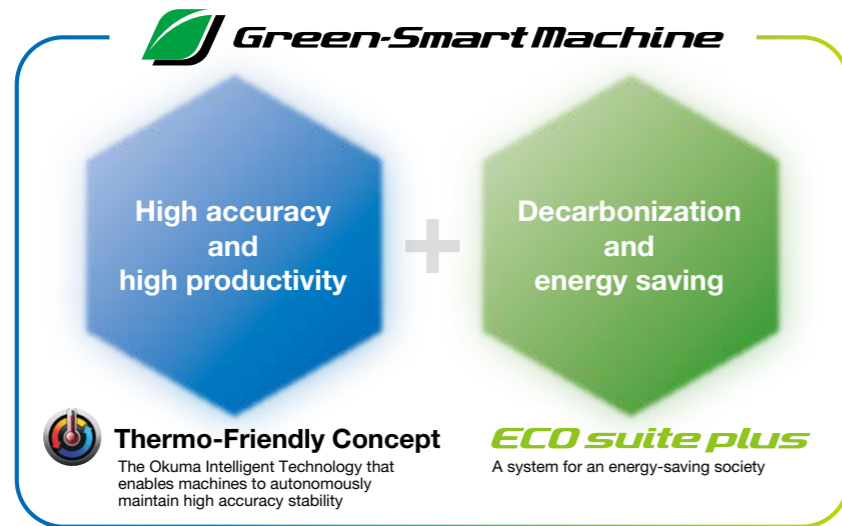 Green-Smart Machine
High accuracy
and
high productivity
+
Decarbonization
and
energy saving
Thermo-Friendly Concept
The Okuma Intelligent Technology that
enables machines to autonomously
maintain high accuracy stability
ECO suite plus
A system for an energy-saving society